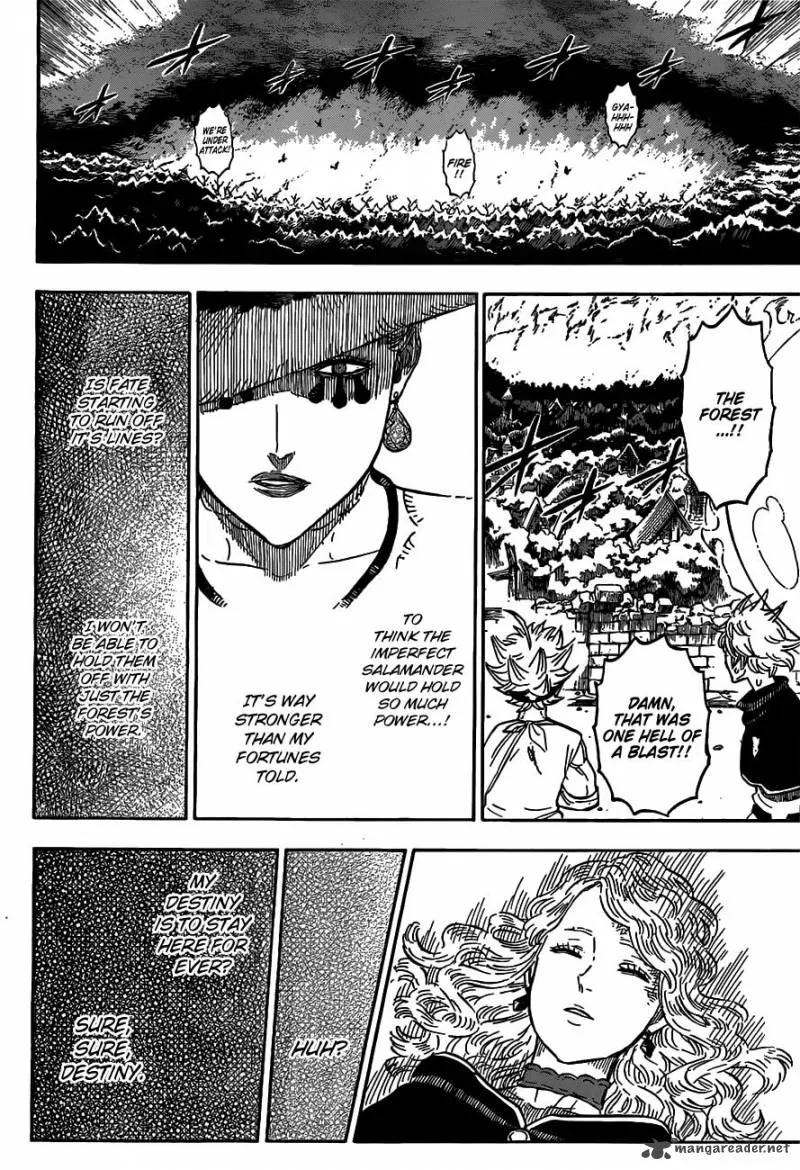 GYA-
HHH-
HHH
FIRE
!!
WE'RE
UNDER
ATTACK!
THE
FOREST
...!!
DAMN,
THAT WAS
ONE HELL OF
A BLAST!!
TO
THINK THE
IMPERFECT
SALAMANDER
WOULD HOLD
SO MUCH
POWER...!
IT'S WAY
STRONGER
THAN MY
FORTUNES
TOLD.
IS FATE
STARTING
TO RUN OFF
IT'S LINES?
I WON'T
BE ABLE TO
HOLD THEM
OFF WITH
JUST THE
FOREST'S
POWER.
HUH?
MY
DESTINY
IS TO STAY
HERE FOR
EVER?
SURE,
SURE,
DESTINY.
mangareader.net